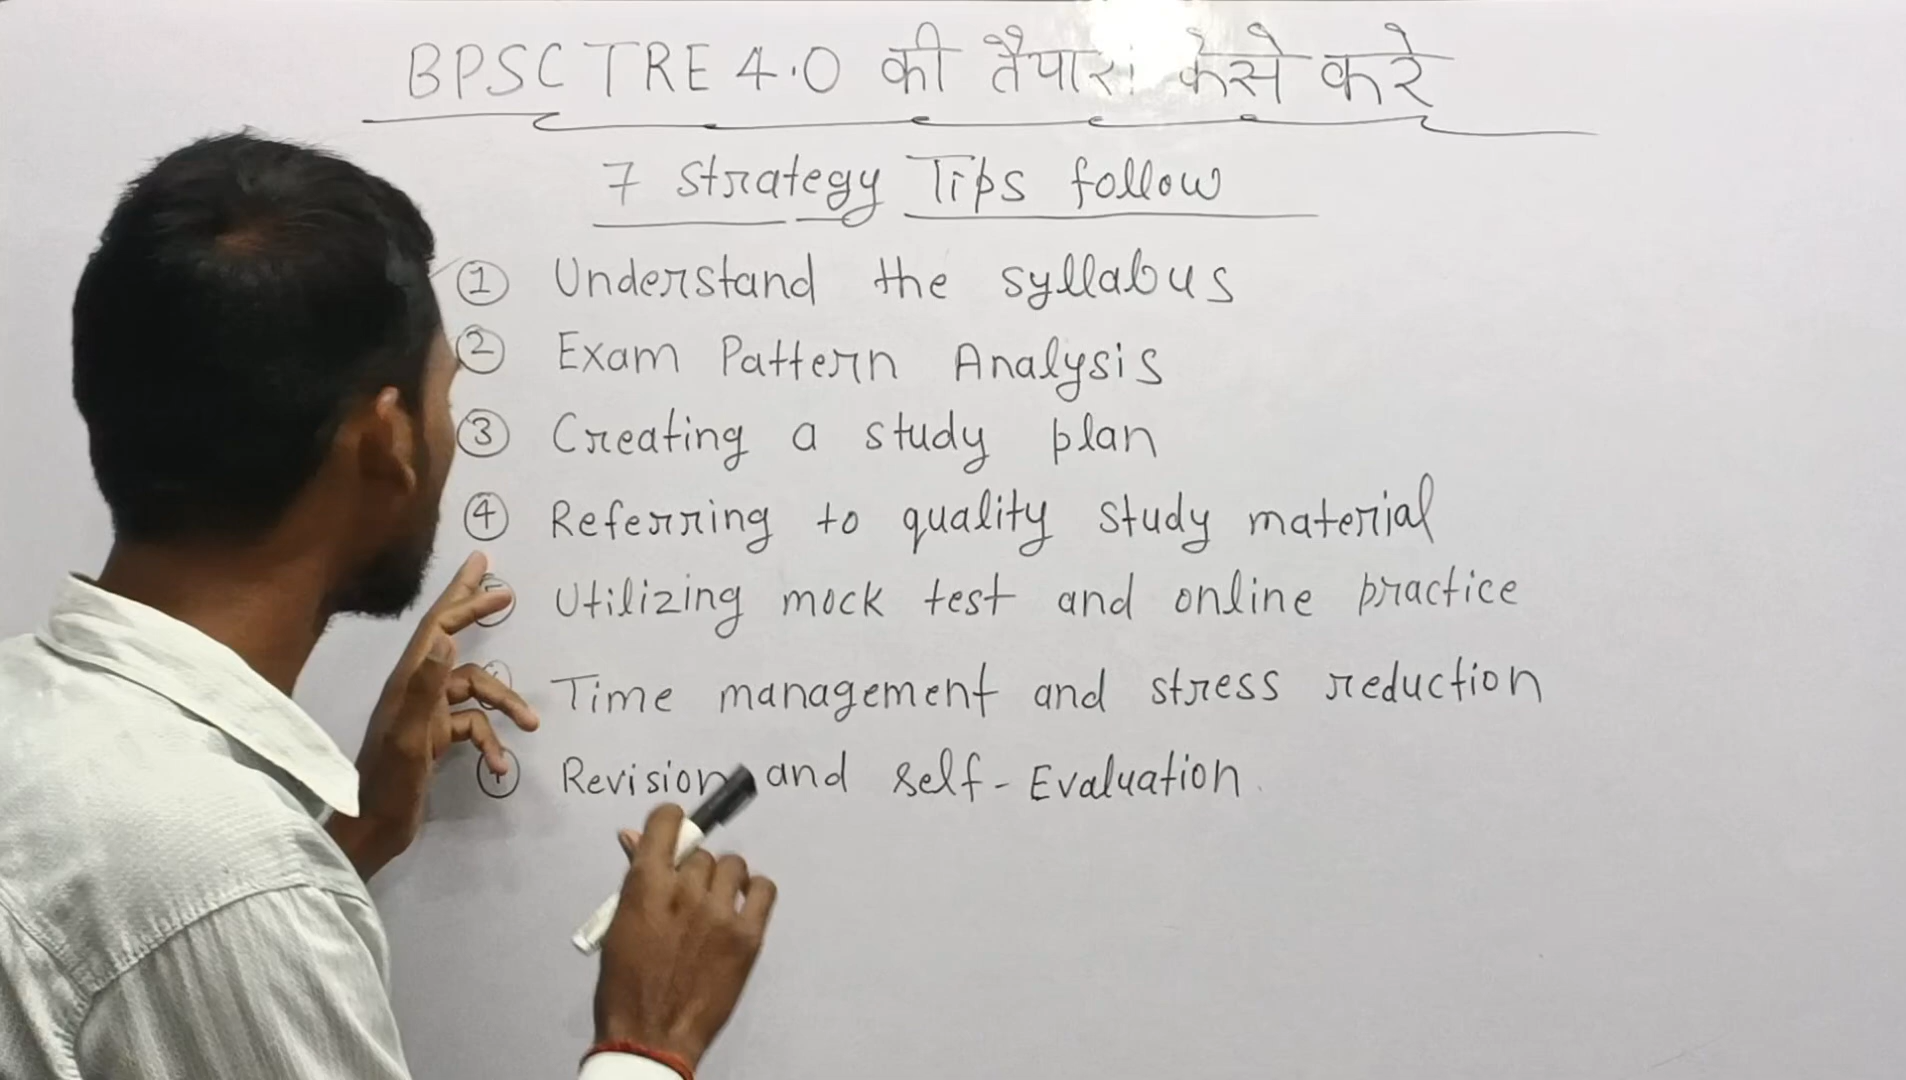 BPSC TRE 4.0 की तैयारी कैसे करे
7 strategy Tips follow
① Understand the syllabus
② Exam Pattern Analysis
③ Creating a study plan
④ Referring to quality study material
Utilizing mock test and online practice
Time management and stress reduction
Revision and self-Evaluation